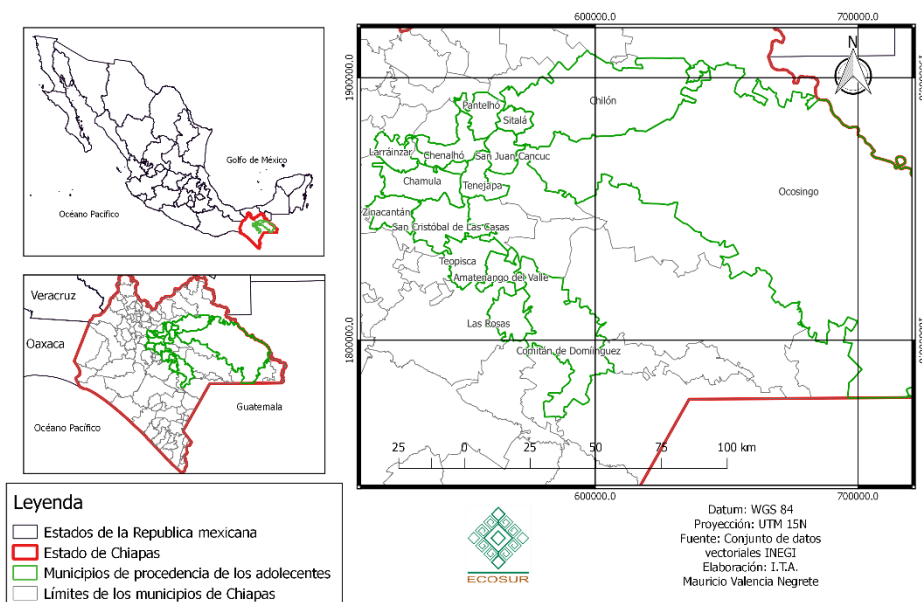 Golfo de México
Océano Pacífico
Veracruz
Oaxaca
Guatemala
Océano Pacífico
600000.0
700000.0
1900000.0
1900000.0
N
Pantelhó
Chilón
Sitalá
Larráinzar
Chenalhó
San Juan Cancuc
Chamula
Tenejapa
Ocosingo
Zinacantán
San Cristóbal de Las Casas
Teopisca
Amatenango del Valle
Las Rosas
1800000.0
1800000.0
Comitán de Domínguez
25
0
25
50
75
100 km
600000.0
700000.0
Leyenda
Estados de la Republica mexicana
Estado de Chiapas
Municipios de procedencia de los adolecentes
Límites de los municipios de Chiapas
ECOSUR
Datum: WGS 84
Proyección: UTM 15N
Fuente: Conjunto de datos
vectoriales INEGI
Elaboración: I.T.A.
Mauricio Valencia Negrete